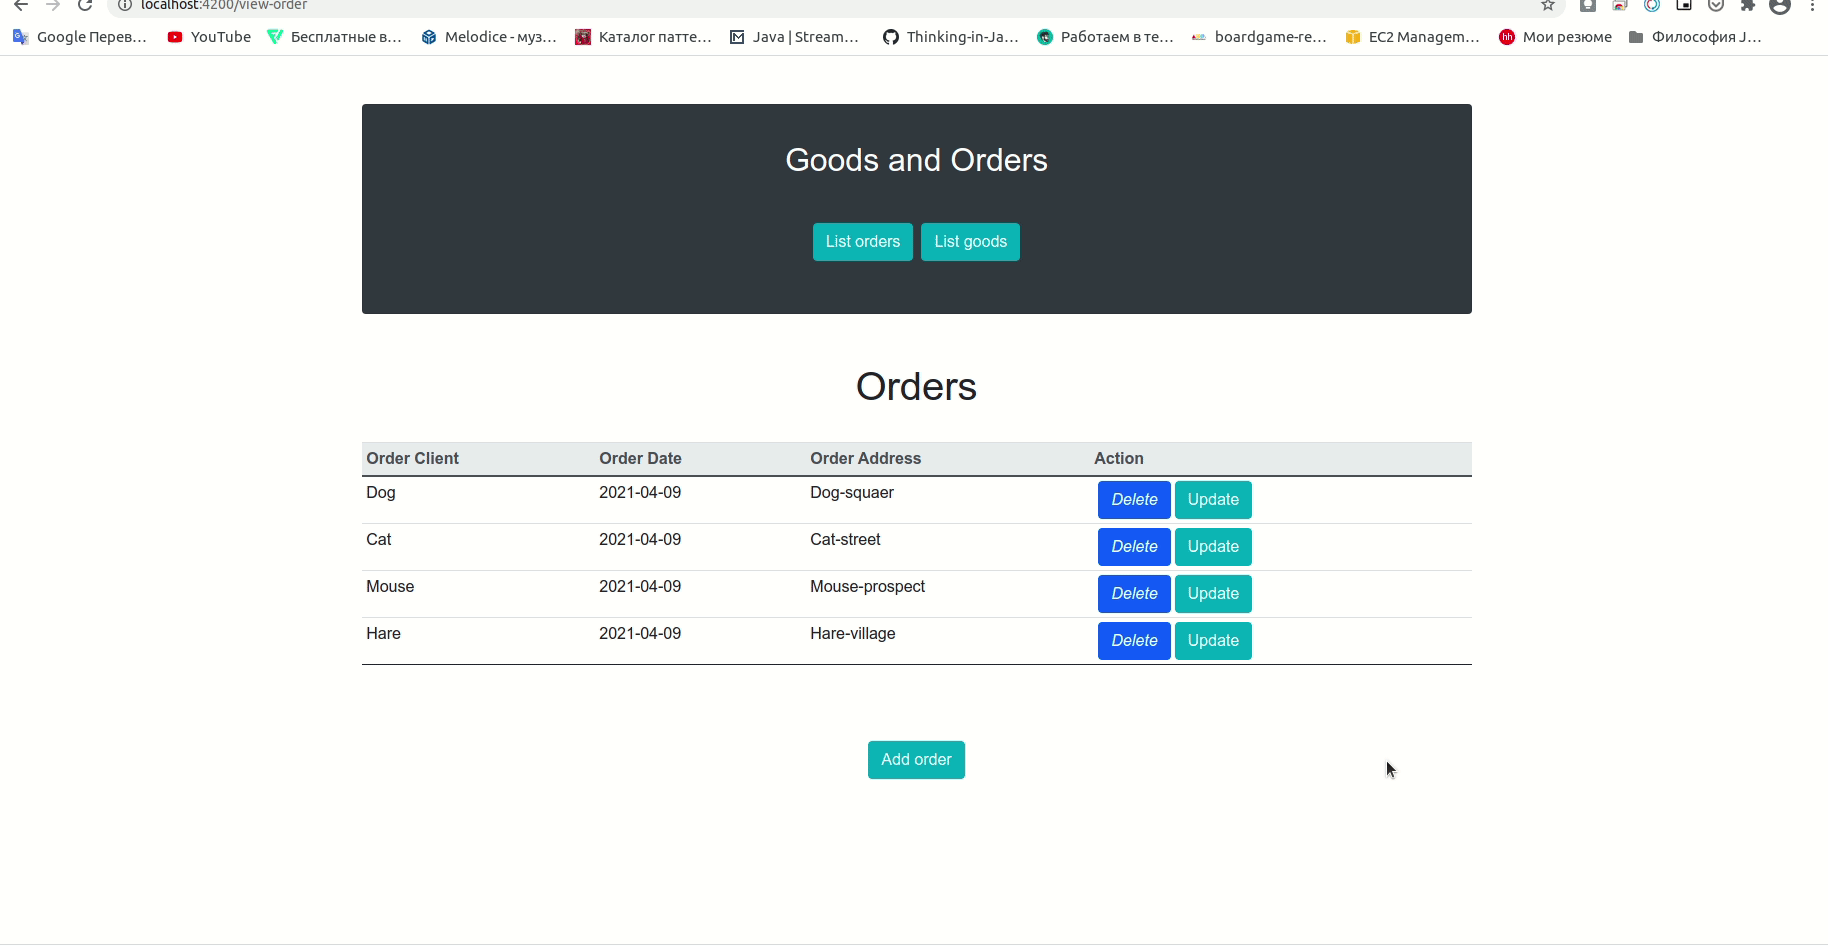 localhost:4200/view-order
Google Перев... YouTube Бесплатные в... Melodice - муз... Каталог патте... Java | Stream... Thinking-in-Ja... Работаем в те... boardgame-re... EC2 Managem... hh Мои резюме Философия J...
Goods and Orders
List orders List goods
Orders
Order Client Order Date Order Address Action
Dog 2021-04-09 Dog-squaer Delete Update
Cat 2021-04-09 Cat-street Delete Update
Mouse 2021-04-09 Mouse-prospect Delete Update
Hare 2021-04-09 Hare-village Delete Update
Add order